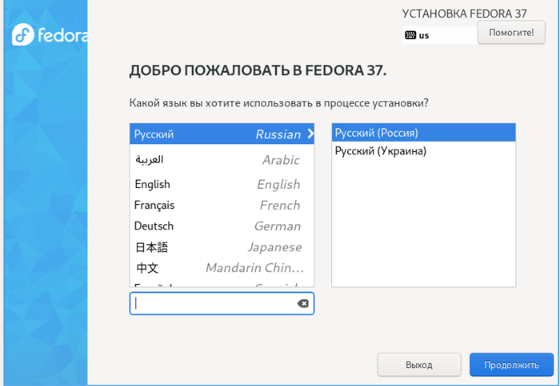 fedora
УСТАНОВКА FEDORA 37
us
Помогите!
ДОБРО ПОЖАЛОВАТЬ В FEDORA 37.
Какой язык вы хотите использовать в процессе установки?
Русский Russian
العربية Arabic
English English
Français French
Deutsch German
日本語 Japanese
中文 Mandarin Chin...
Русский (Россия)
Русский (Украина)
Выход
Продолжить